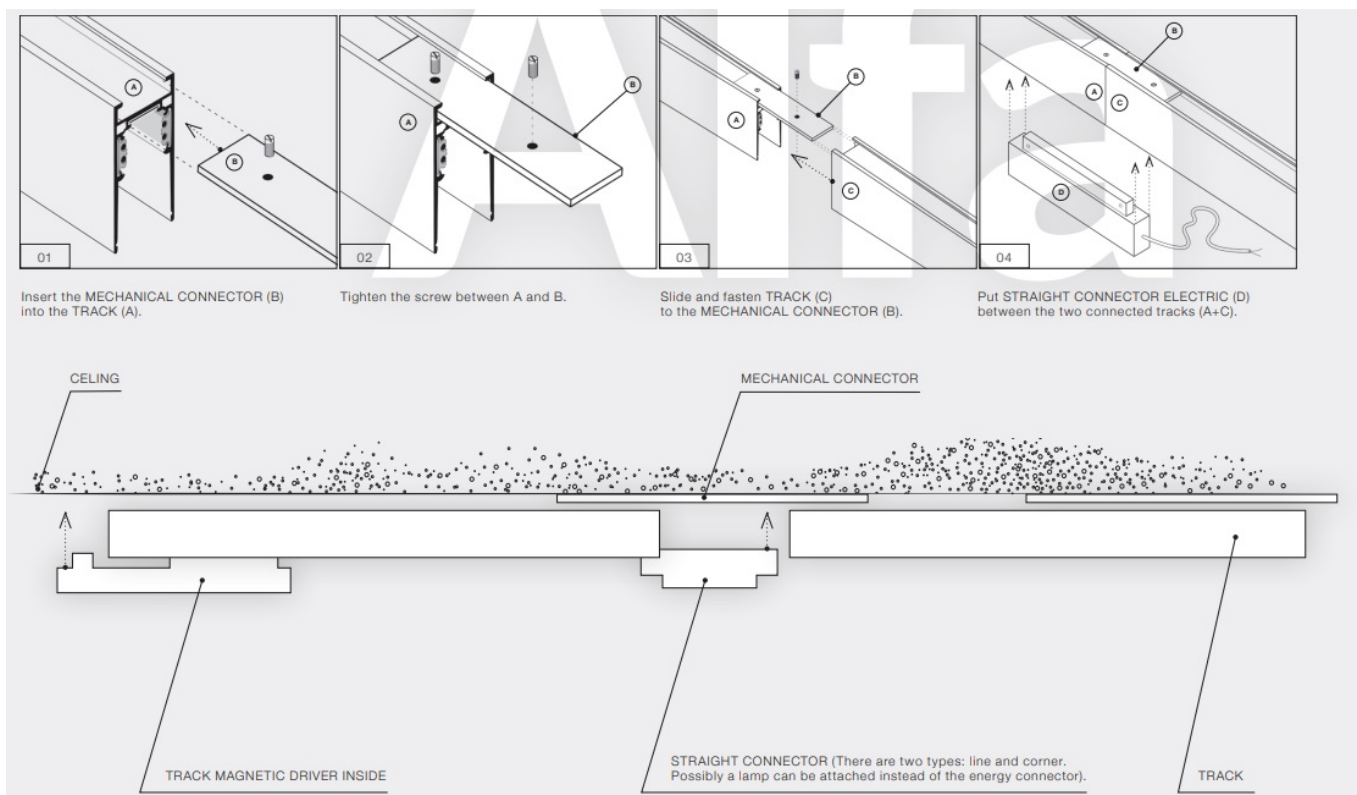 Alfa
A
B
01
A
B
02
A
B
C
03
B
A
C
D
04
Insert the MECHANICAL CONNECTOR (B)
into the TRACK (A).
Tighten the screw between A and B.
Slide and fasten TRACK (C)
to the MECHANICAL CONNECTOR (B).
Put STRAIGHT CONNECTOR ELECTRIC (D)
between the two connected tracks (A+C).
CELING
MECHANICAL CONNECTOR
TRACK MAGNETIC DRIVER INSIDE
STRAIGHT CONNECTOR (There are two types: line and corner.
Possibly a lamp can be attached instead of the energy connector).
TRACK